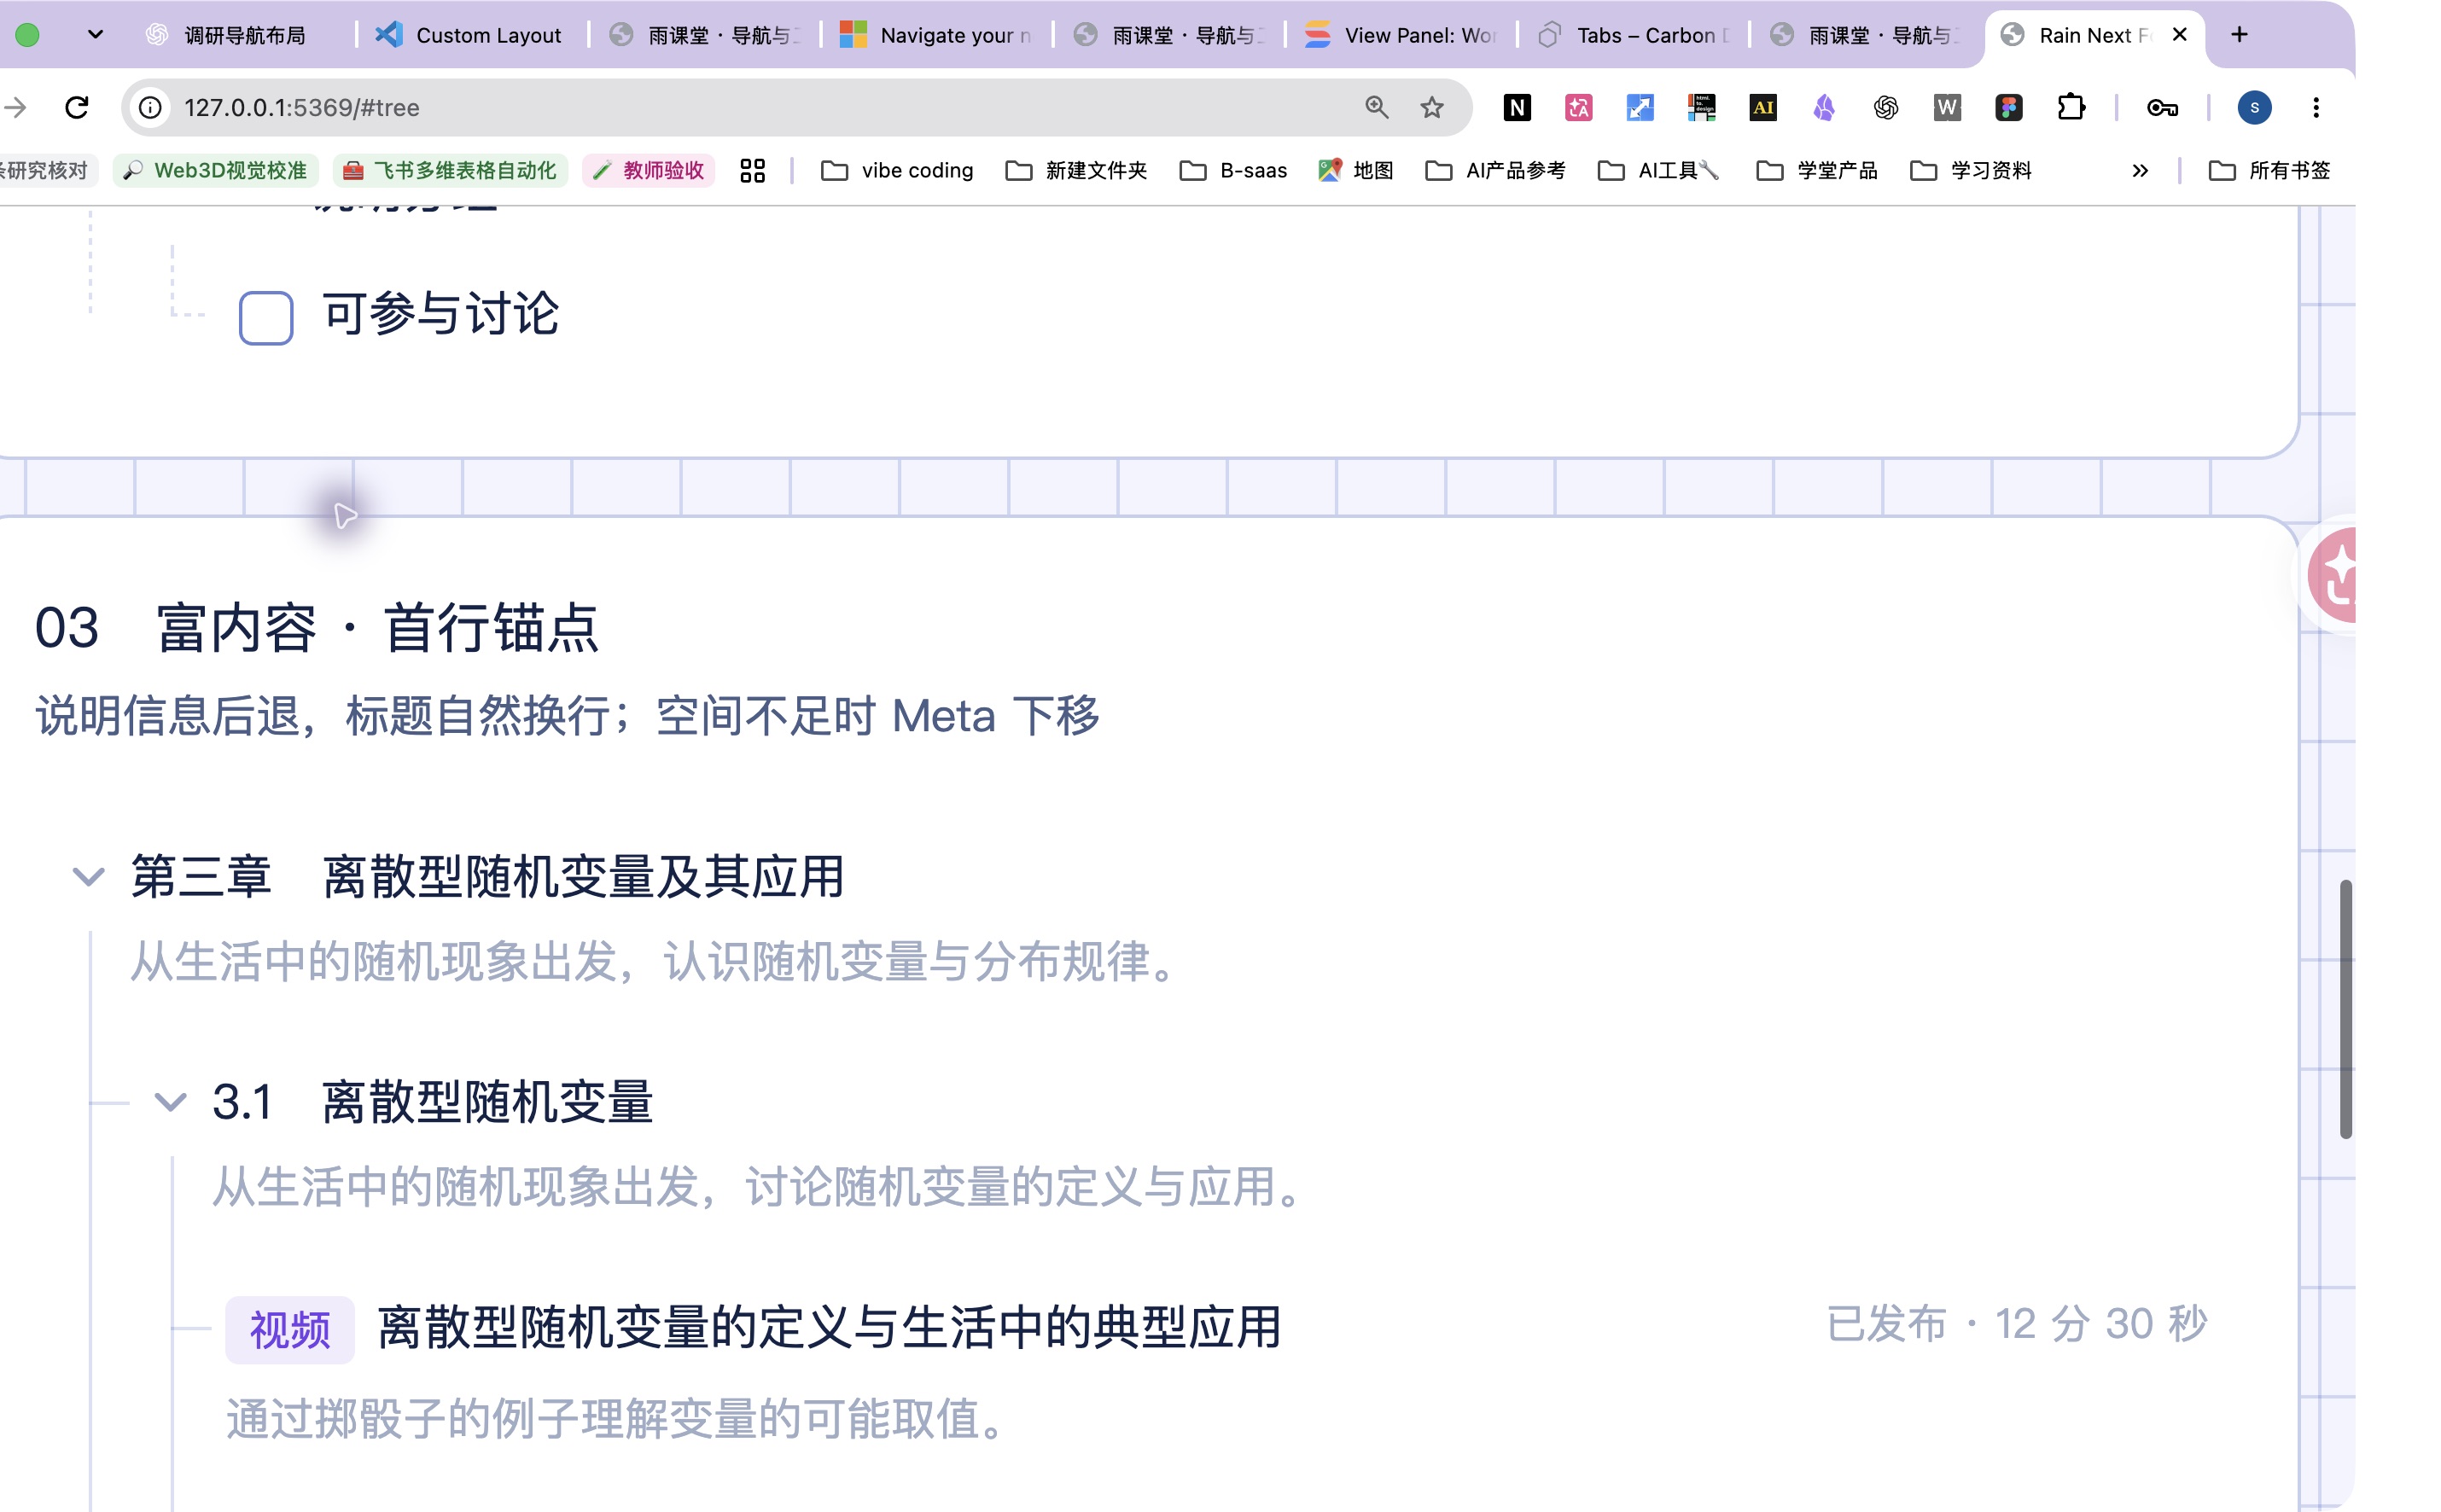 调研导航布局
Custom Layout
雨课堂 · 导航与
Navigate your
雨课堂 · 导航与
View Panel: Wor
Tabs – Carbon
雨课堂 · 导航与
Rain Next
127.0.0.1:5369/#tree
N
AI
W
s
研究核对
Web3D视觉校准
飞书多维表格自动化
教师验收
vibe coding
新建文件夹
B-saas
地图
AI产品参考
AI工具
学堂产品
学习资料
所有书签
可参与讨论
03 富内容 · 首行锚点
说明信息后退，标题自然换行；空间不足时 Meta 下移
第三章 离散型随机变量及其应用
从生活中的随机现象出发，认识随机变量与分布规律。
3.1 离散型随机变量
从生活中的随机现象出发，讨论随机变量的定义与应用。
视频 离散型随机变量的定义与生活中的典型应用 已发布 · 12 分 30 秒
通过掷骰子的例子理解变量的可能取值。